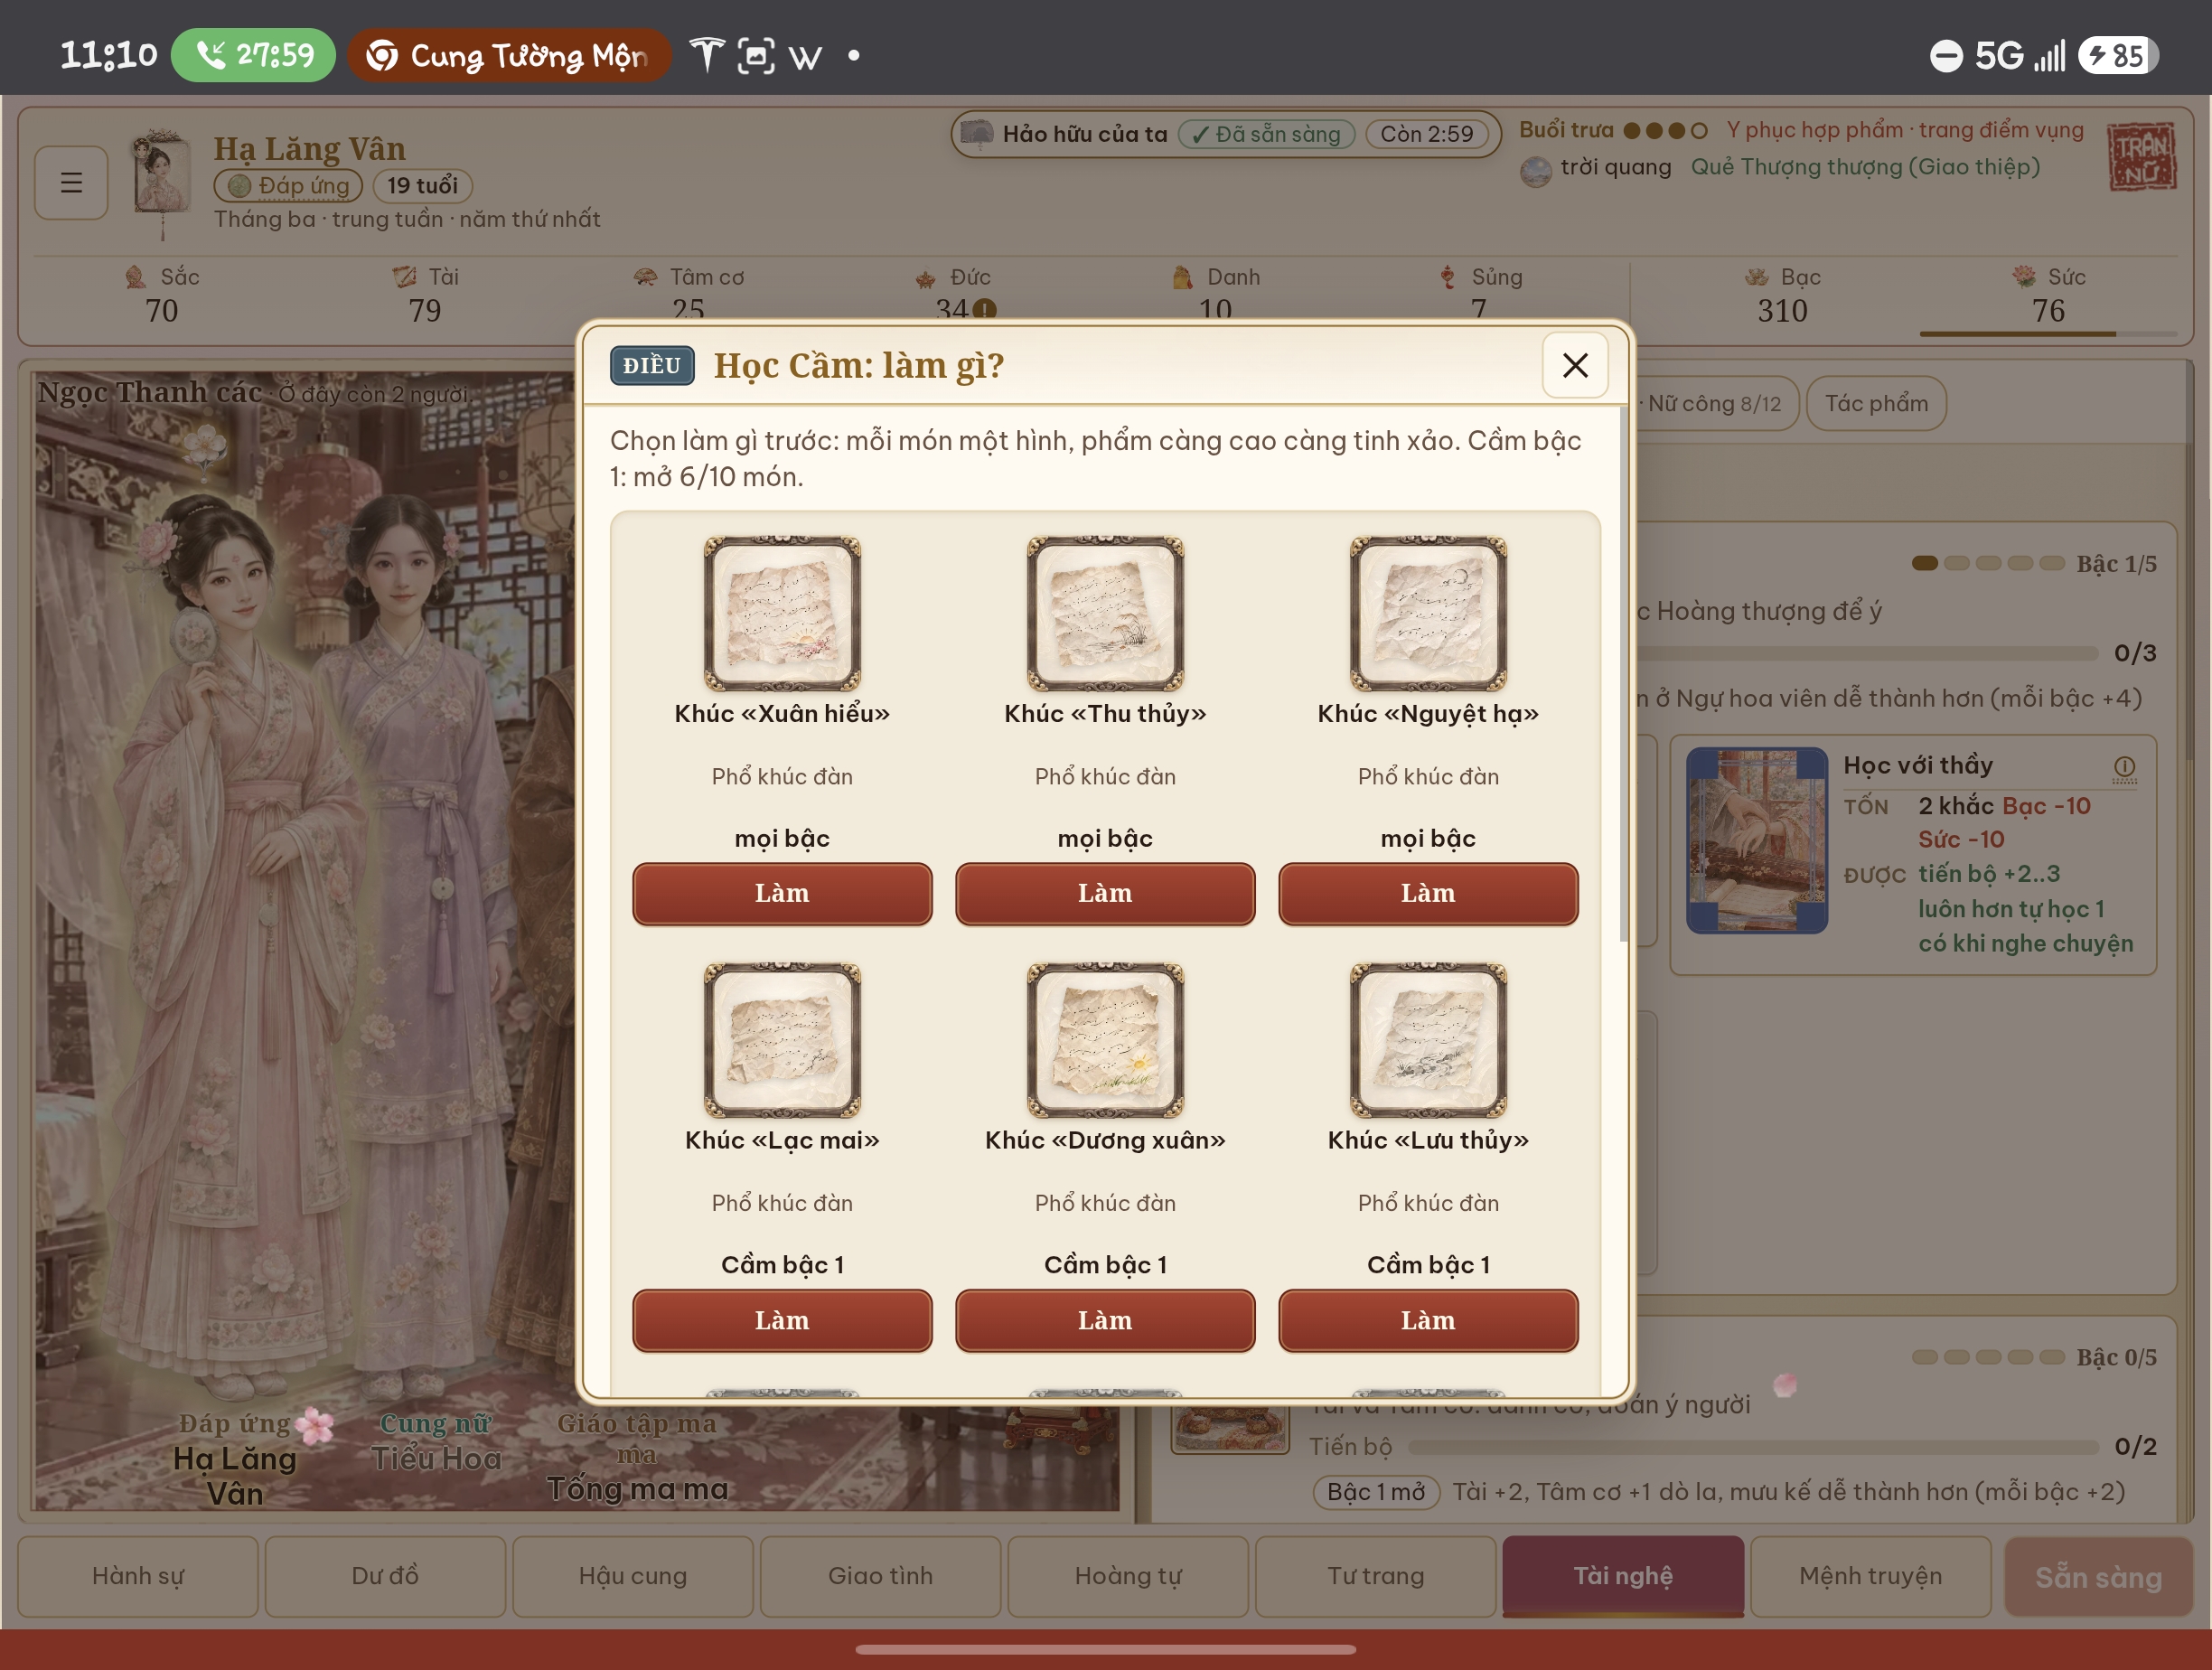 11:10
27:59
Cung Tường Mộn
5G
85
Hạ Lăng Vân
Đáp ứng
19 tuổi
Tháng ba · trung tuần · năm thứ nhất
Hảo hữu của ta
✓ Đã sẵn sàng
Còn 2:59
Buổi trưa
Y phục hợp phẩm · trang điểm vụng
trời quang
Quẻ Thượng thượng (Giao thiệp)
TRÂN
NỮ
Sắc
70
Tài
79
Tâm cơ
25
Đức
34
Danh
10
Sủng
7
Bạc
310
Sức
76
Ngọc Thanh các · Ở đây còn 2 người.
ĐIỀU
Học Cầm: làm gì?
Chọn làm gì trước: mỗi món một hình, phẩm càng cao càng tinh xảo. Cầm bậc
1: mở 6/10 món.
Khúc «Xuân hiểu»
Phổ khúc đàn
mọi bậc
Làm
Khúc «Thu thủy»
Phổ khúc đàn
mọi bậc
Làm
Khúc «Nguyệt hạ»
Phổ khúc đàn
mọi bậc
Làm
Khúc «Lạc mai»
Phổ khúc đàn
Cầm bậc 1
Làm
Khúc «Dương xuân»
Phổ khúc đàn
Cầm bậc 1
Làm
Khúc «Lưu thủy»
Phổ khúc đàn
Cầm bậc 1
Làm
· Nữ công 8/12
Tác phẩm
Bậc 1/5
Hoàng thượng để ý
0/3
ở Ngự hoa viên dễ thành hơn (mỗi bậc +4)
Học với thầy
TỐN 2 khắc Bạc -10
Sức -10
ĐƯỢC tiến bộ +2..3
luôn hơn tự học 1
có khi nghe chuyện
Bậc 0/5
ý người
Tiến bộ
0/2
Bậc 1 mở
Tài +2, Tâm cơ +1 dò la, mưu kế dễ thành hơn (mỗi bậc +2)
Đáp ứng
Hạ Lăng
Vân
Cung nữ
Tiểu Hoa
Giáo tập ma
ma
Tống ma ma
Hành sự
Dư đồ
Hậu cung
Giao tình
Hoàng tự
Tư trang
Tài nghệ
Mệnh truyện
Sẵn sàng